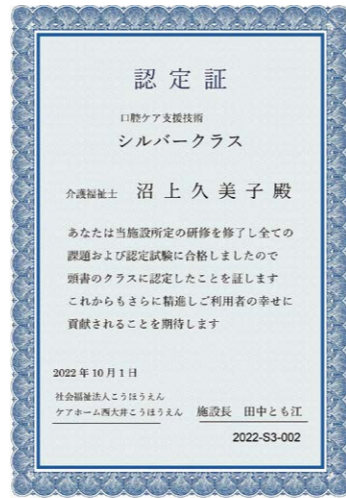 認定証
口腔ケア支援技術
シルバークラス
介護福祉士 沼上久美子殿
あなたは当施設所定の研修を修了し全ての
課題および認定試験に合格しましたので
頭書のクラスに認定したことを証します
これからもさらに精進しご利用者の幸せに
貢献されることを期待します
2022年10月1日
社会福祉法人こうほうえん
ケアホーム西大井こうほうえん 施設長 田中とも江
2022-S3-002